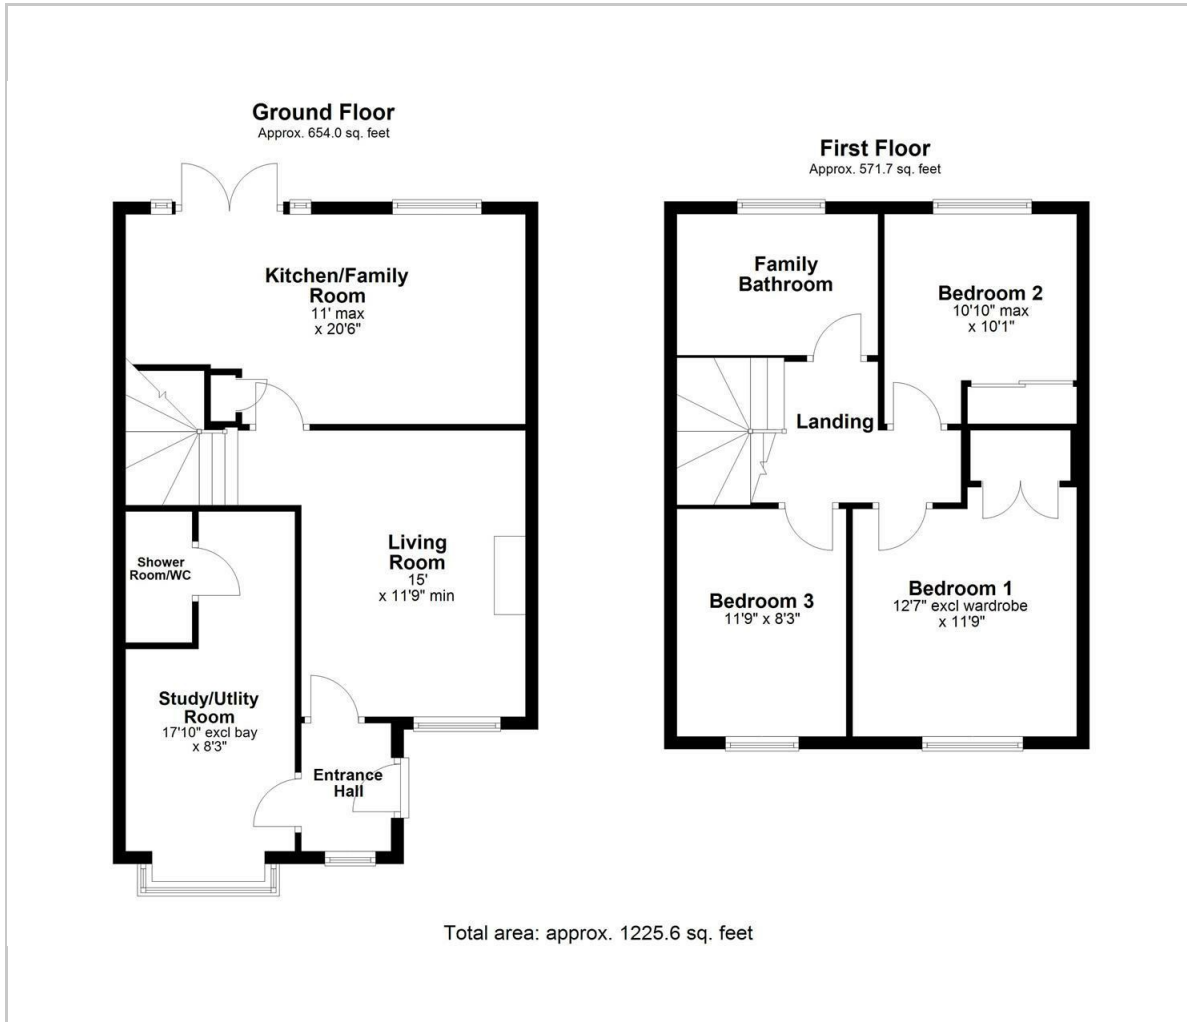 Ground Floor
Approx. 654.0 sq. feet
Kitchen/Family
Room
11' max
x 20'6"
Living
Room
15'
x 11'9" min
Shower
Room/WC
Study/Utlity
Room
17'10" excl bay
x 8'3"
Entrance
Hall
First Floor
Approx. 571.7 sq. feet
Family
Bathroom
Bedroom 2
10'10" max
x 10'1"
Landing
Bedroom 3
11'9" x 8'3"
Bedroom 1
12'7" excl wardrobe
x 11'9"
Total area: approx. 1225.6 sq. feet